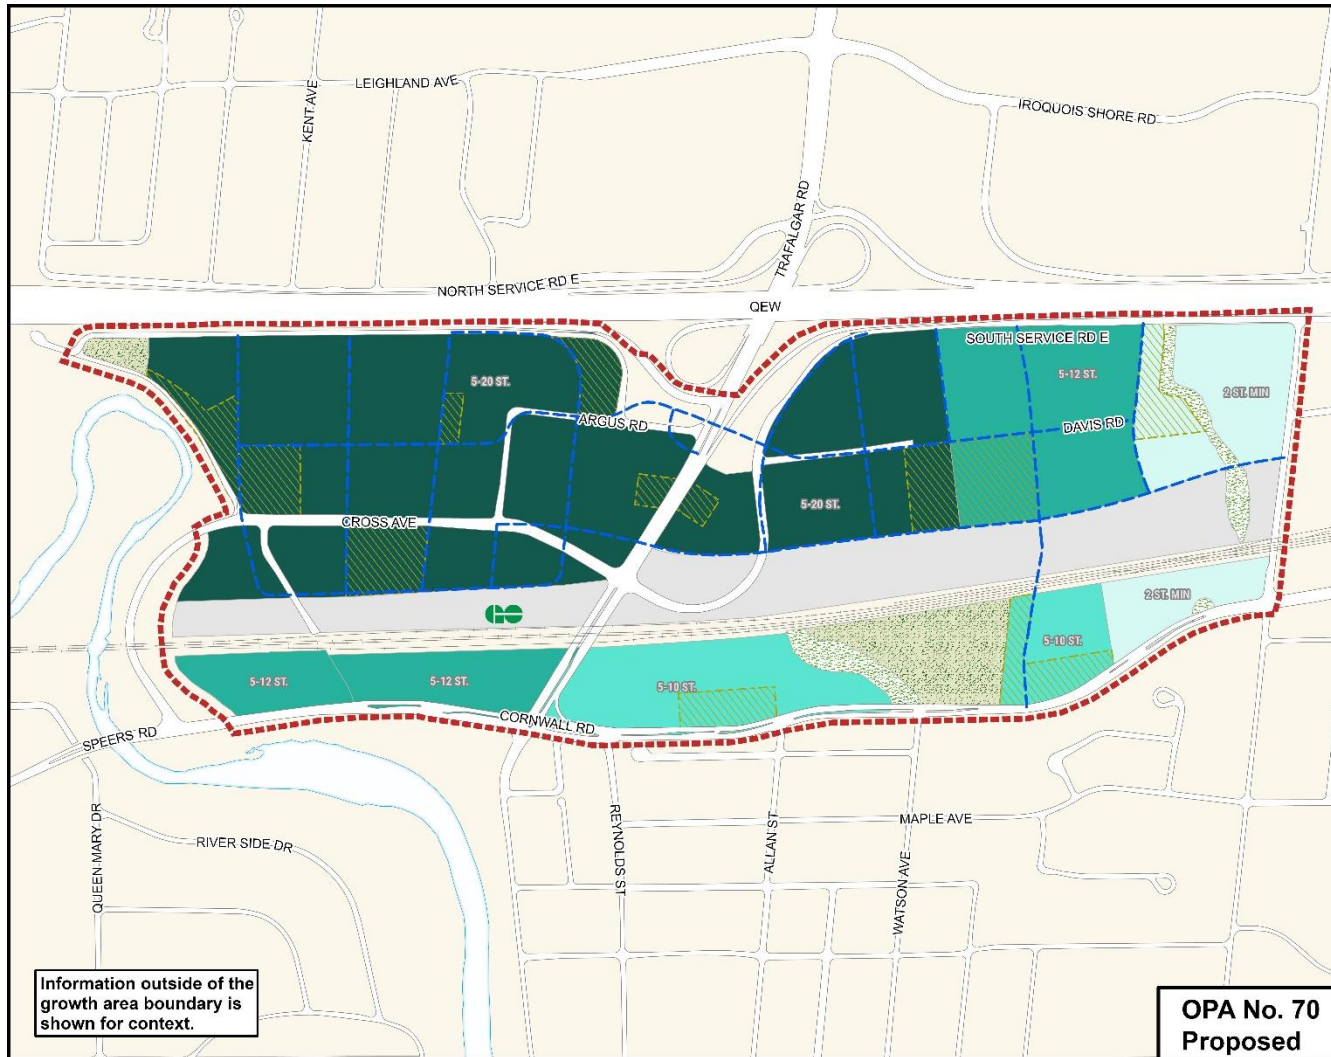 LEIGHLAND AVE
KENT AVE
IROQUOIS SHORE RD
TRAFALGAR RD
NORTH SERVICE RD E
QEW
SOUTH SERVICE RD E
5-20 ST.
5-12 ST.
2 ST. MIN
ARGUS RD
DAVIS RD
5-20 ST.
CROSS AVE
GO
2 ST. MIN
5-10 ST.
5-12 ST.
5-12 ST.
5-10 ST.
CORNWALL RD
SPEERS RD
QUEEN MARY DR
RIVER SIDE DR
REYNOLDS ST
ALLAN ST
WATSON AVE
MAPLE AVE
Information outside of the
growth area boundary is
shown for context.
OPA No. 70
Proposed